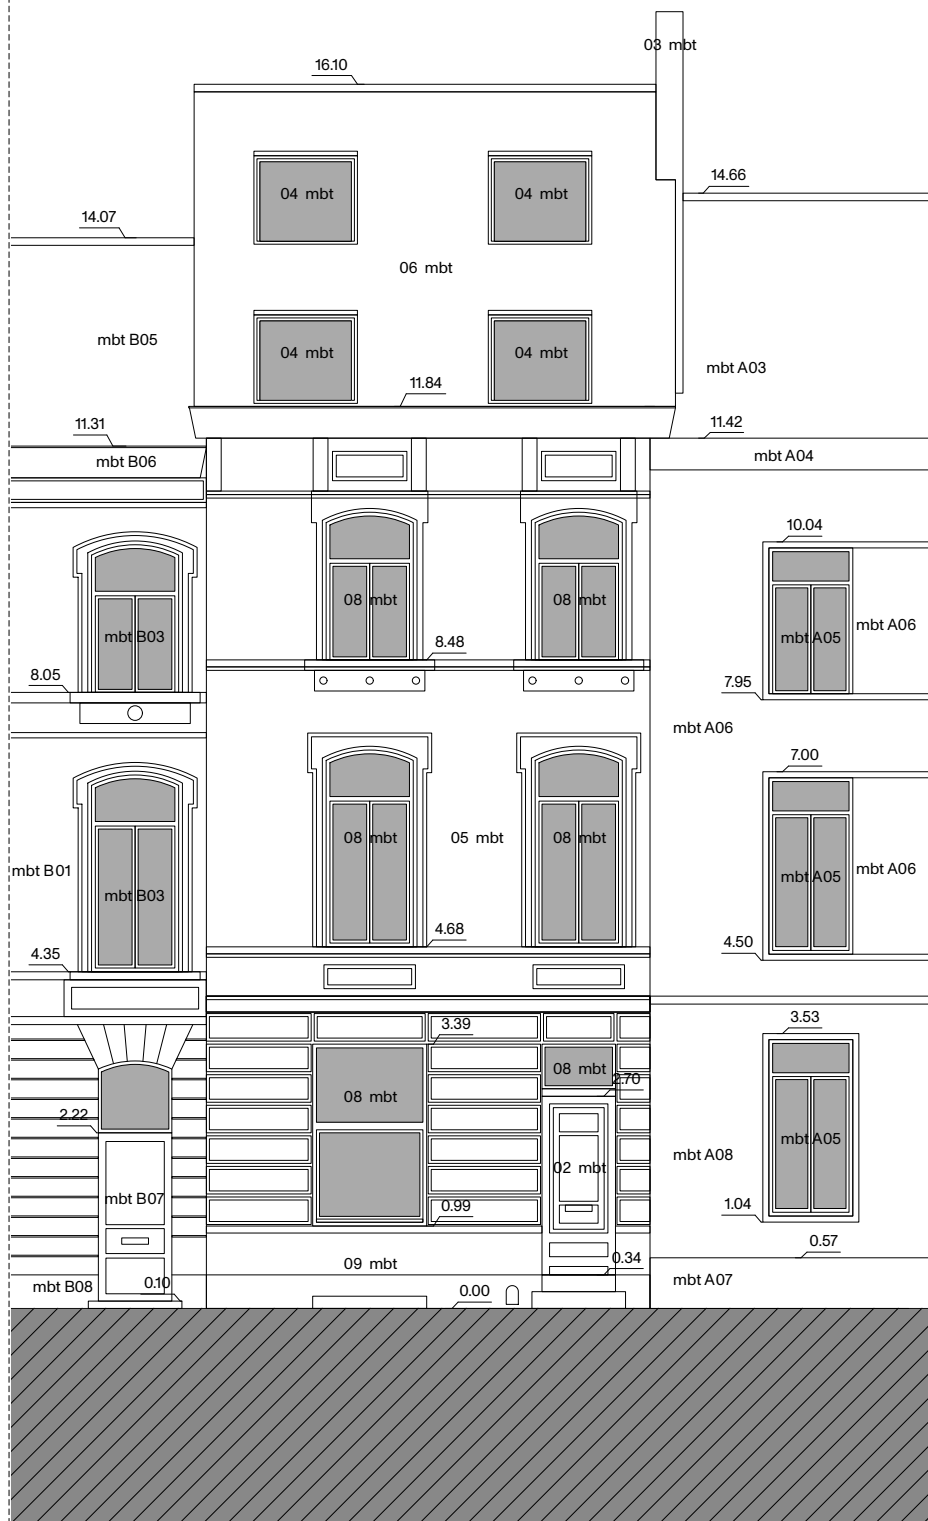 03 mbt
16.10
14.66
04 mbt
04 mbt
14.07
06 mbt
mbt B05
04 mbt
04 mbt
mbt A03
11.84
11.31
11.42
mbt B06
mbt A04
10.04
08 mbt
08 mbt
mbt B03
mbt A05
mbt A06
8.48
8.05
7.95
mbt A06
7.00
08 mbt
05 mbt
08 mbt
mbt B01
mbt B03
mbt A05
mbt A06
4.68
4.35
4.50
3.39
3.53
08 mbt
2.70
08 mbt
2.22
mbt A05
mbt A08
02 mbt
mbt B07
0.99
1.04
0.57
09 mbt
0.34
mbt B08
0.10
mbt A07
0.00